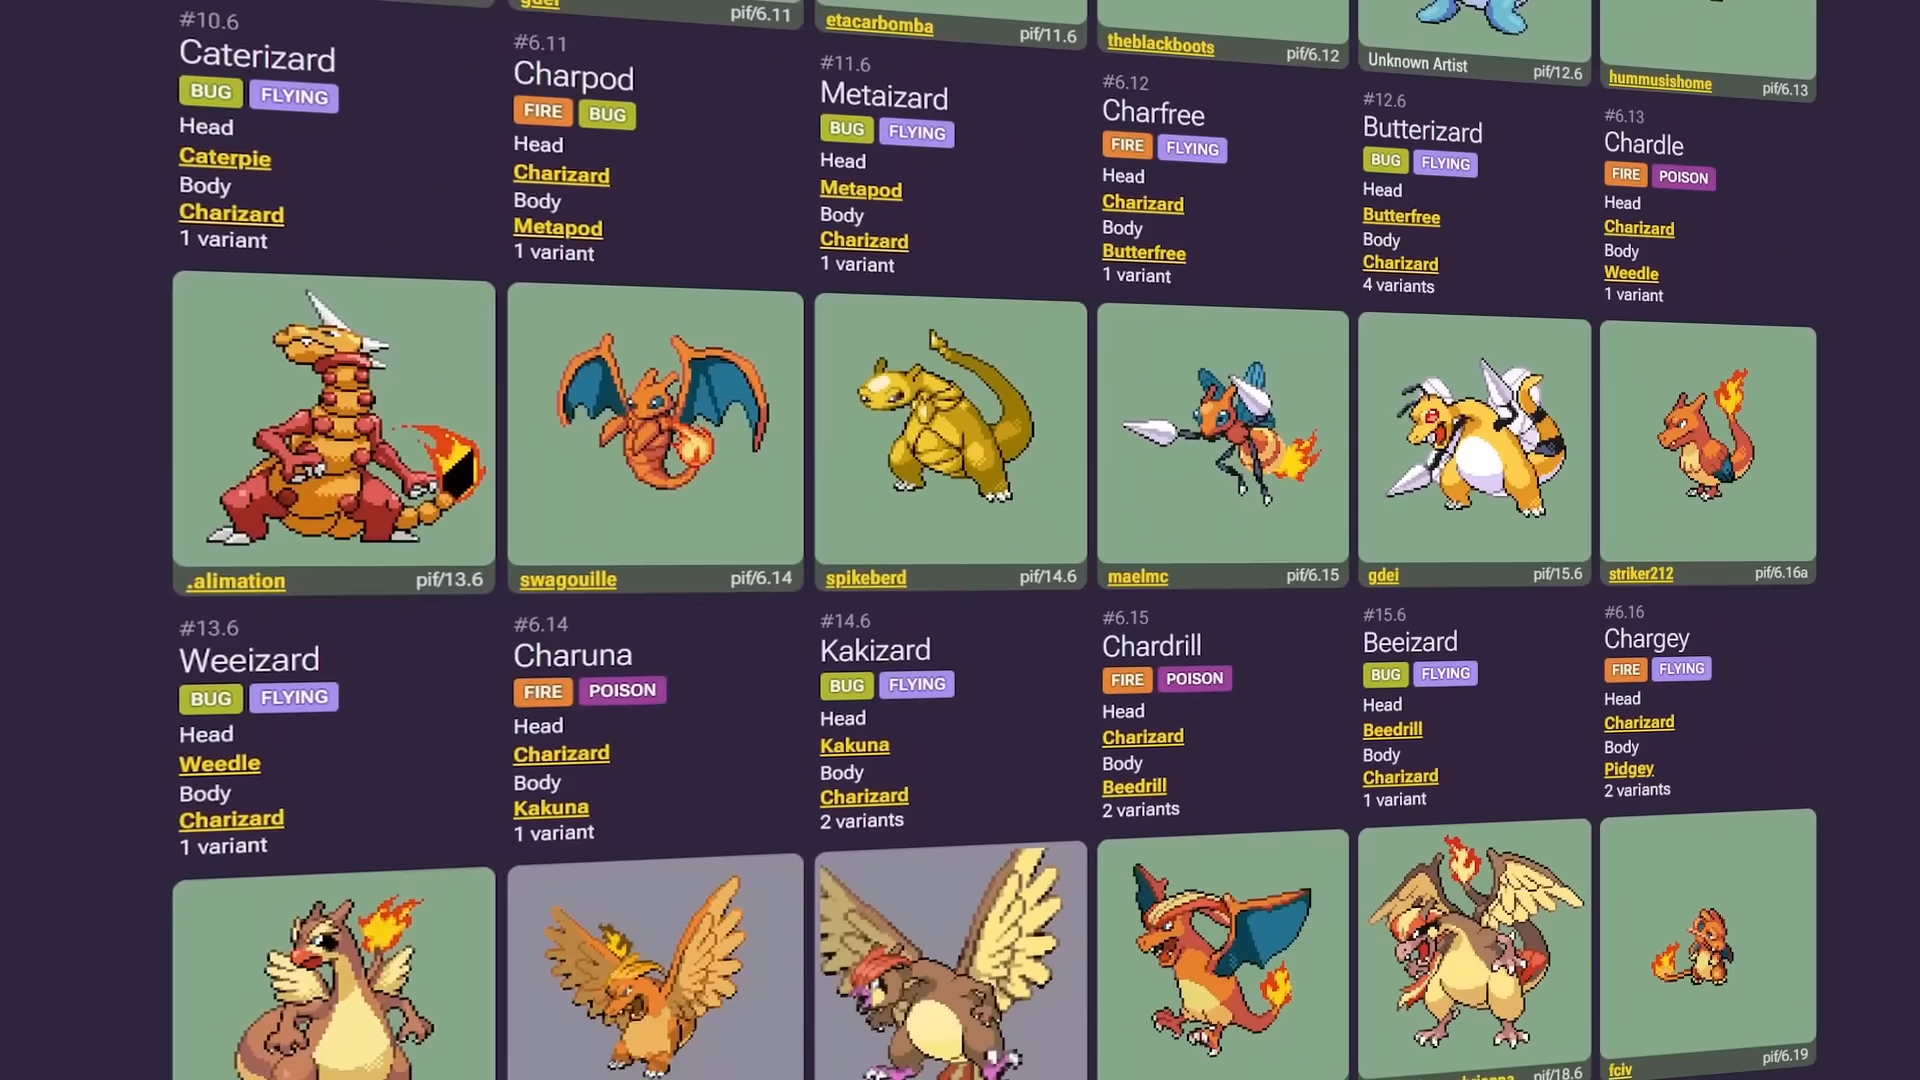 gdei
pif/6.11
etacarbomba
pif/11.6
theblackboots
pif/6.12
Unknown Artist
pif/12.6
hummusishome
pif/6.13
#10.6
Caterizard
BUG FLYING
Head
Caterpie
Body
Charizard
1 variant
#6.11
Charpod
FIRE BUG
Head
Charizard
Body
Metapod
1 variant
#11.6
Metaizard
BUG FLYING
Head
Metapod
Body
Charizard
1 variant
#6.12
Charfree
FIRE FLYING
Head
Charizard
Body
Butterfree
1 variant
#12.6
Butterizard
BUG FLYING
Head
Butterfree
Body
Charizard
4 variants
#6.13
Chardle
FIRE POISON
Head
Charizard
Body
Weedle
1 variant
.alimation
pif/13.6
swagouille
pif/6.14
spikeberd
pif/14.6
maelmc
pif/6.15
gdei
pif/15.6
striker212
pif/6.16a
#13.6
Weeizard
BUG FLYING
Head
Weedle
Body
Charizard
1 variant
#6.14
Charuna
FIRE POISON
Head
Charizard
Body
Kakuna
1 variant
#14.6
Kakizard
BUG FLYING
Head
Kakuna
Body
Charizard
2 variants
#6.15
Chardrill
FIRE POISON
Head
Charizard
Body
Beedrill
2 variants
#15.6
Beeizard
BUG FLYING
Head
Beedrill
Body
Charizard
1 variant
#6.16
Chargey
FIRE FLYING
Head
Charizard
Body
Pidgey
2 variants
pif/18.6
fciv
pif/6.19